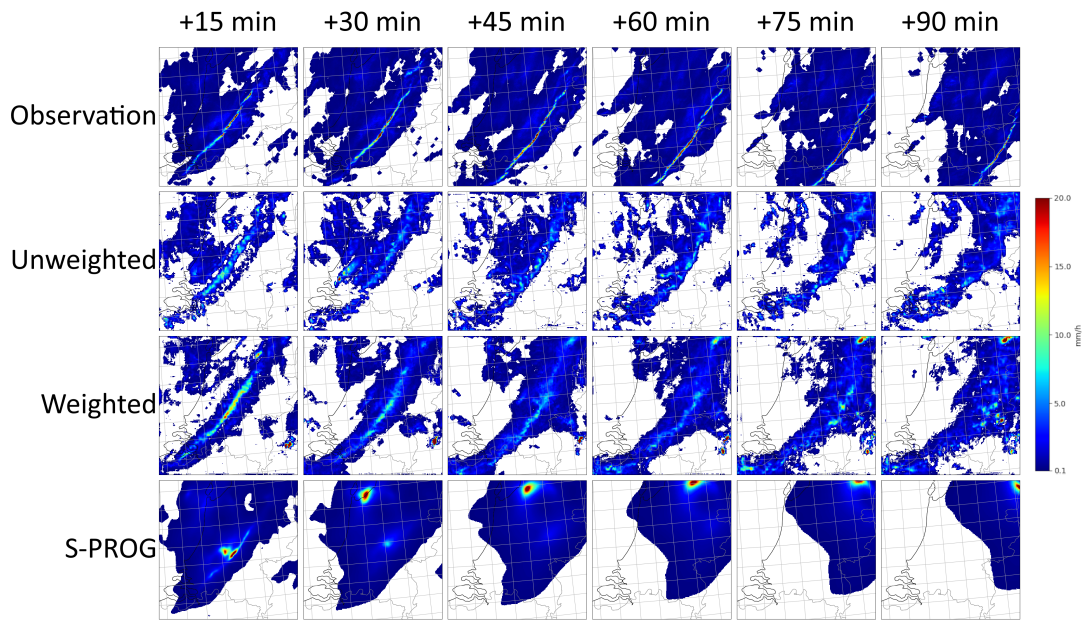 +15 min +30 min +45 min +60 min +75 min +90 min
Observation
Unweighted
Weighted
S-PROG
20.0
15.0
10.0
mm/h
5.0
0.1